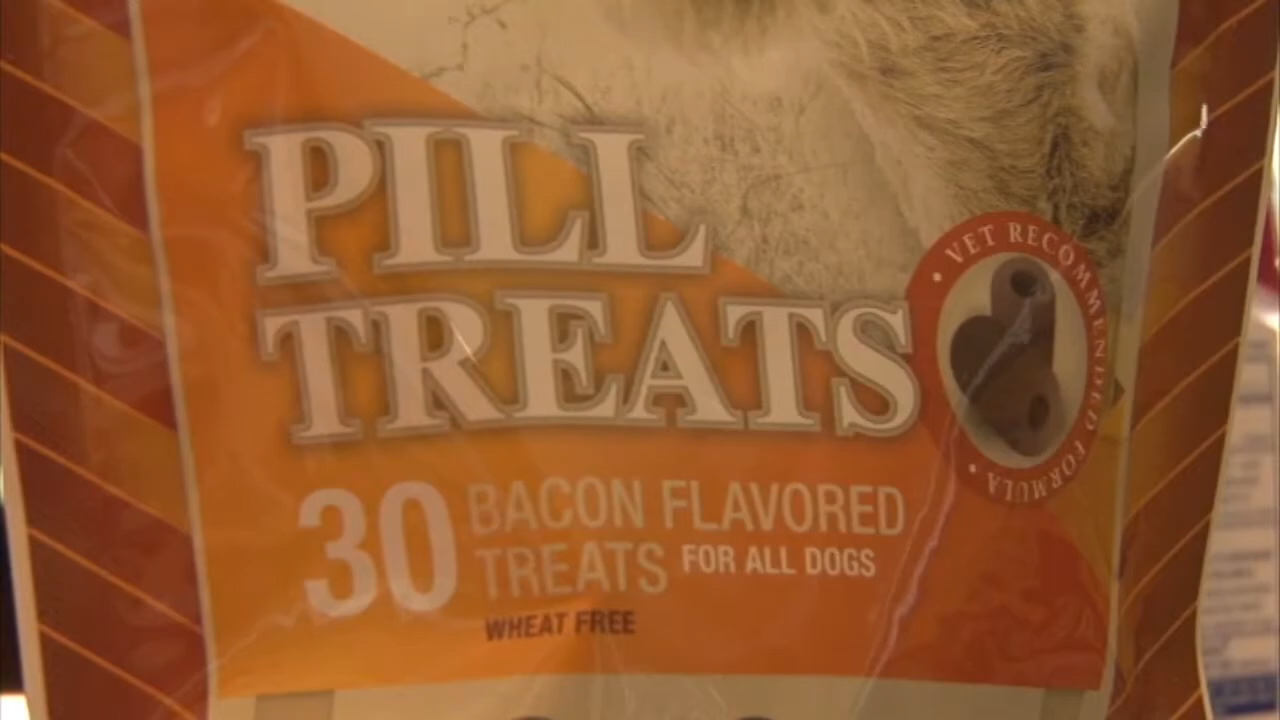 PILL
TREATS
VET RECOMMENDED FORMULA
30 BACON FLAVORED
TREATS FOR ALL DOGS
WHEAT FREE